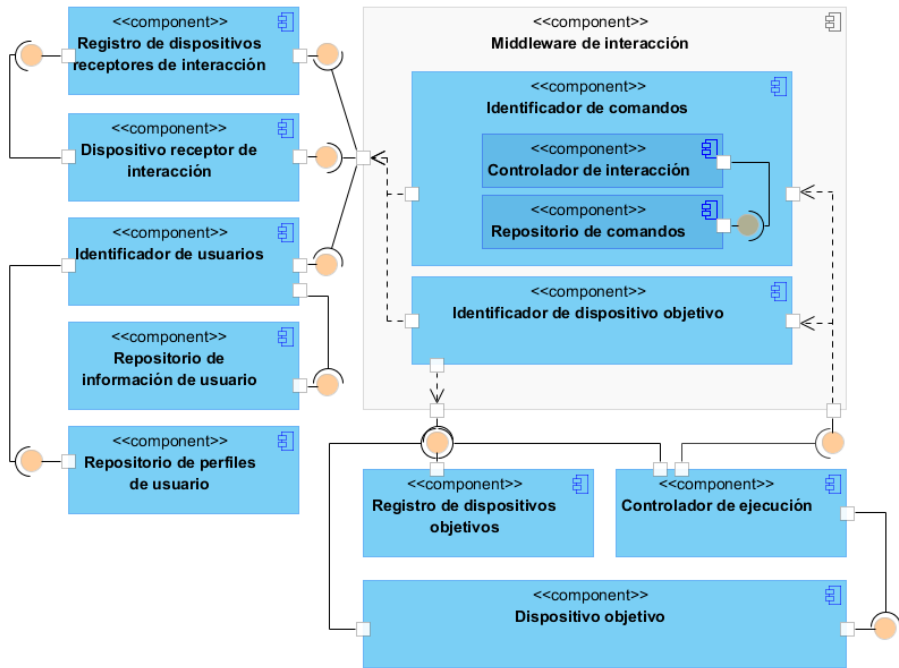 <<component>>
Registro de dispositivos
receptores de interacción
<<component>>
Dispositivo receptor de
interacción
<<component>>
Identificador de usuarios
<<component>>
Repositorio de
información de usuario
<<component>>
Repositorio de perfiles
de usuario
<<component>>
Middleware de interacción
<<component>>
Identificador de comandos
<<component>>
Controlador de interacción
<<component>>
Repositorio de comandos
<<component>>
Identificador de dispositivo objetivo
<<component>>
Registro de dispositivos
objetivos
<<component>>
Controlador de ejecución
<<component>>
Dispositivo objetivo